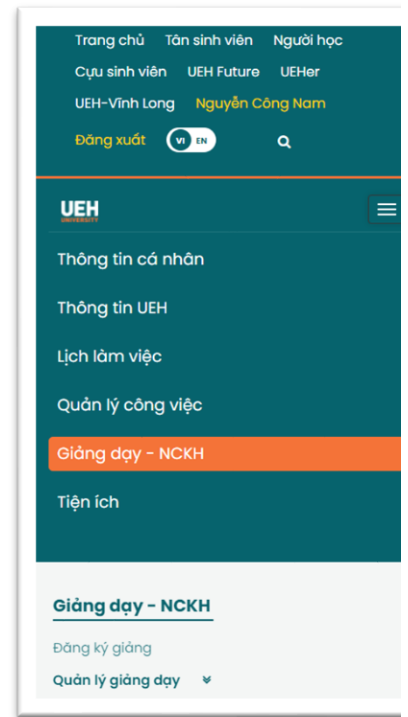 Trang chủ Tân sinh viên Người học
Cựu sinh viên UEH Future UEHer
UEH-Vĩnh Long Nguyễn Công Nam
Đăng xuất VI EN
UEH
UNIVERSITY
Thông tin cá nhân
Thông tin UEH
Lịch làm việc
Quản lý công việc
Giảng dạy - NCKH
Tiện ích
Giảng dạy - NCKH
Đăng ký giảng
Quản lý giảng dạy